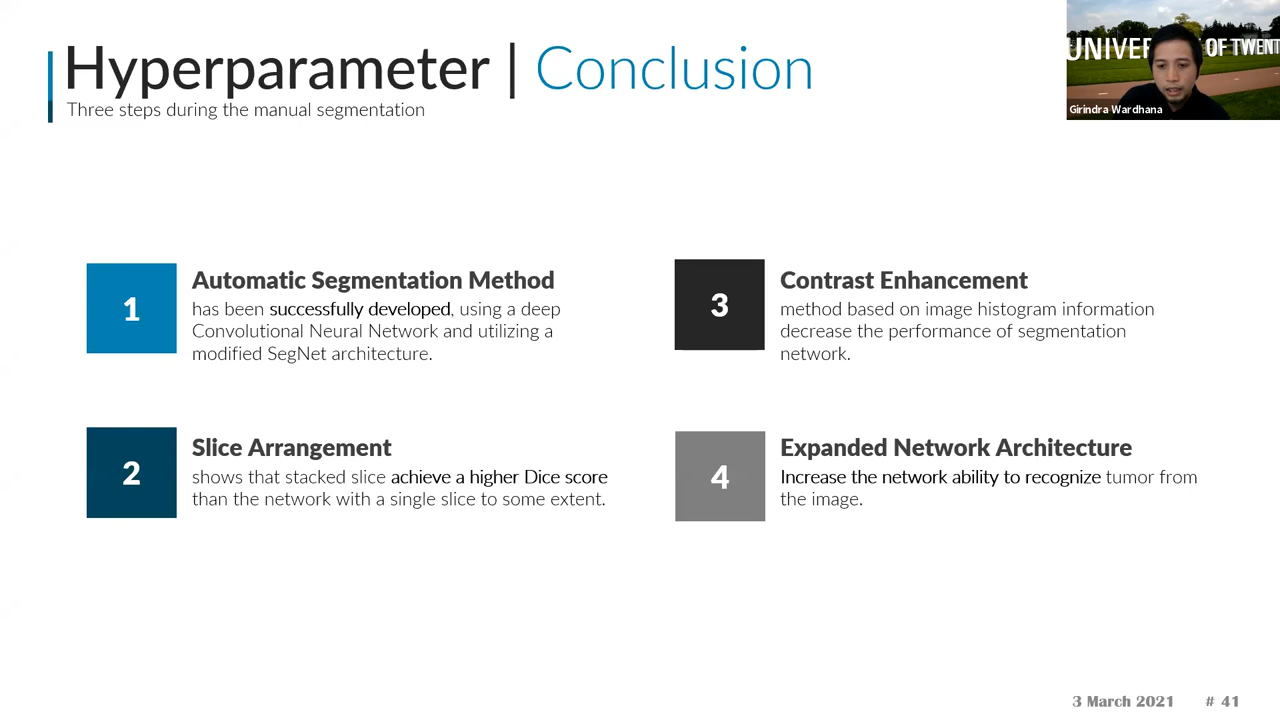 Hyperparameter | Conclusion
Three steps during the manual segmentation
UNIVER OF TWENT
Girindra Wardhana
1
Automatic Segmentation Method
has been successfully developed, using a deep
Convolutional Neural Network and utilizing a
modified SegNet architecture.
2
Slice Arrangement
shows that stacked slice achieve a higher Dice score
than the network with a single slice to some extent.
3
Contrast Enhancement
method based on image histogram information
decrease the performance of segmentation
network.
4
Expanded Network Architecture
Increase the network ability to recognize tumor from
the image.
3 March 2021 # 41